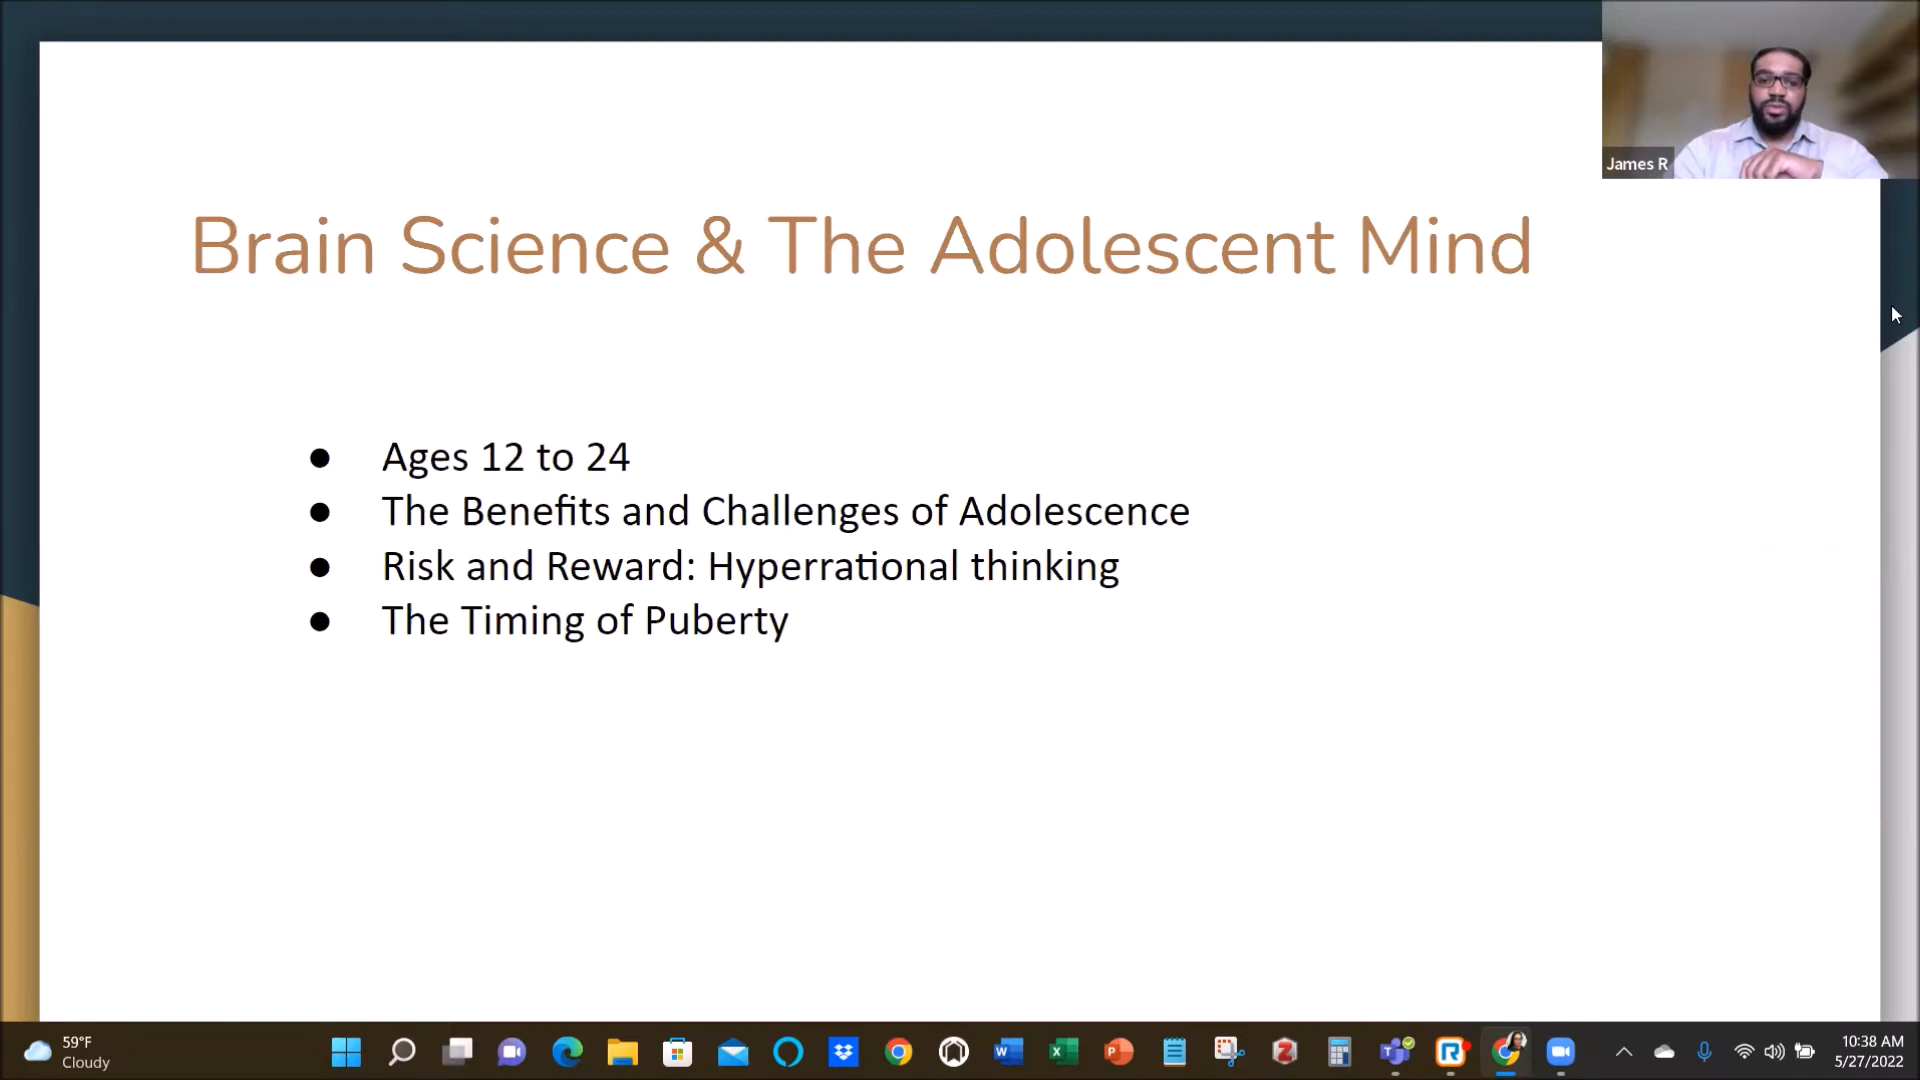 James R
Brain Science & The Adolescent Mind
● Ages 12 to 24
● The Benefits and Challenges of Adolescence
● Risk and Reward: Hyperrational thinking
● The Timing of Puberty
59°F
Cloudy
10:38 AM
5/27/2022